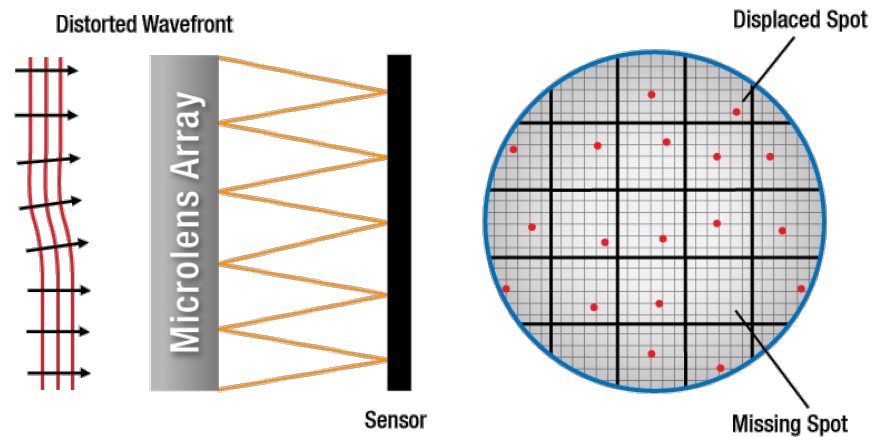 Distorted Wavefront
Displaced Spot
Microlens Array
Sensor
Missing Spot